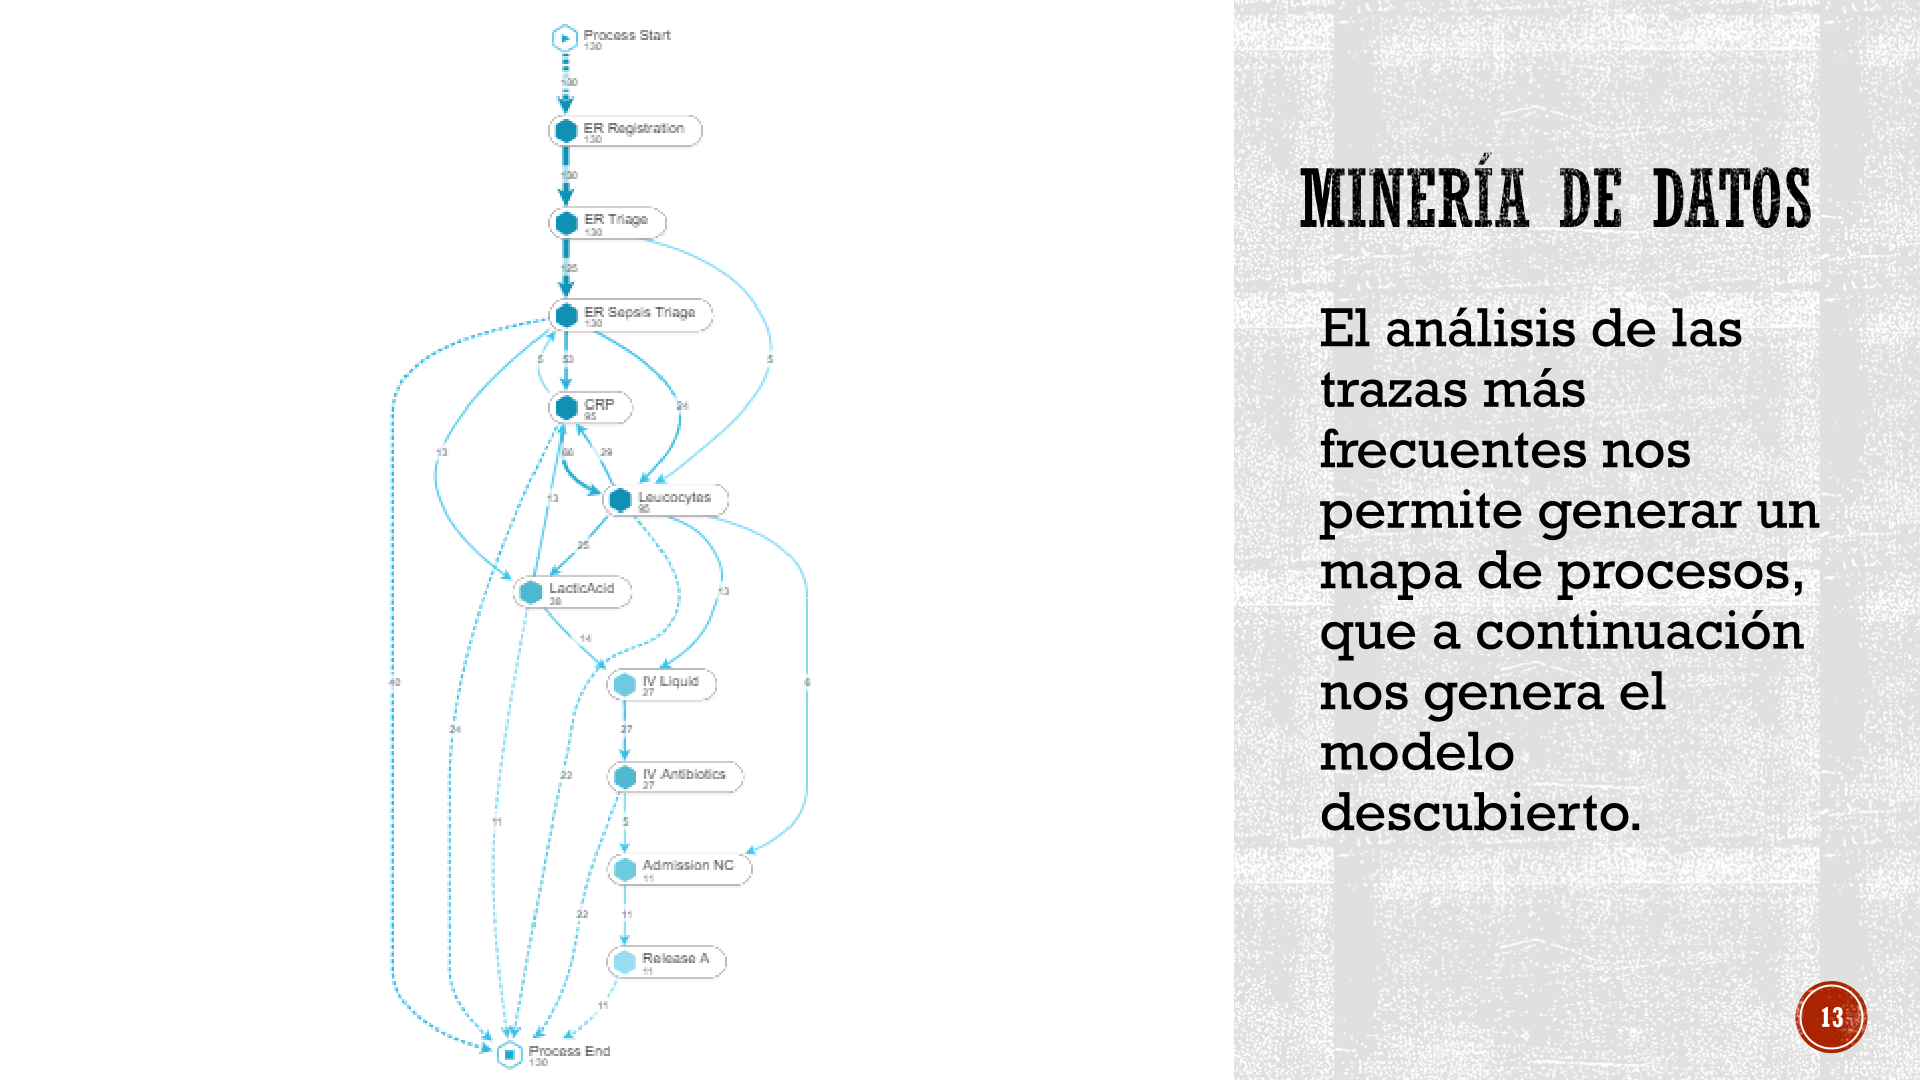 Process Start
130
130
ER Registration
130
130
ER Triage
130
125
ER Sepsis Triage
130
5
53
5
CRP
95
24
13
66
29
13
Leucocytes
95
25
LacticAcid
38
13
14
40
IV Liquid
27
6
24
27
22
IV Antibiotics
27
11
5
Admission NC
11
22
11
Release A
11
11
Process End
130
MINERÍA DE DATOS
El análisis de las
trazas más
frecuentes nos
permite generar un
mapa de procesos,
que a continuación
nos genera el
modelo
descubierto.
13